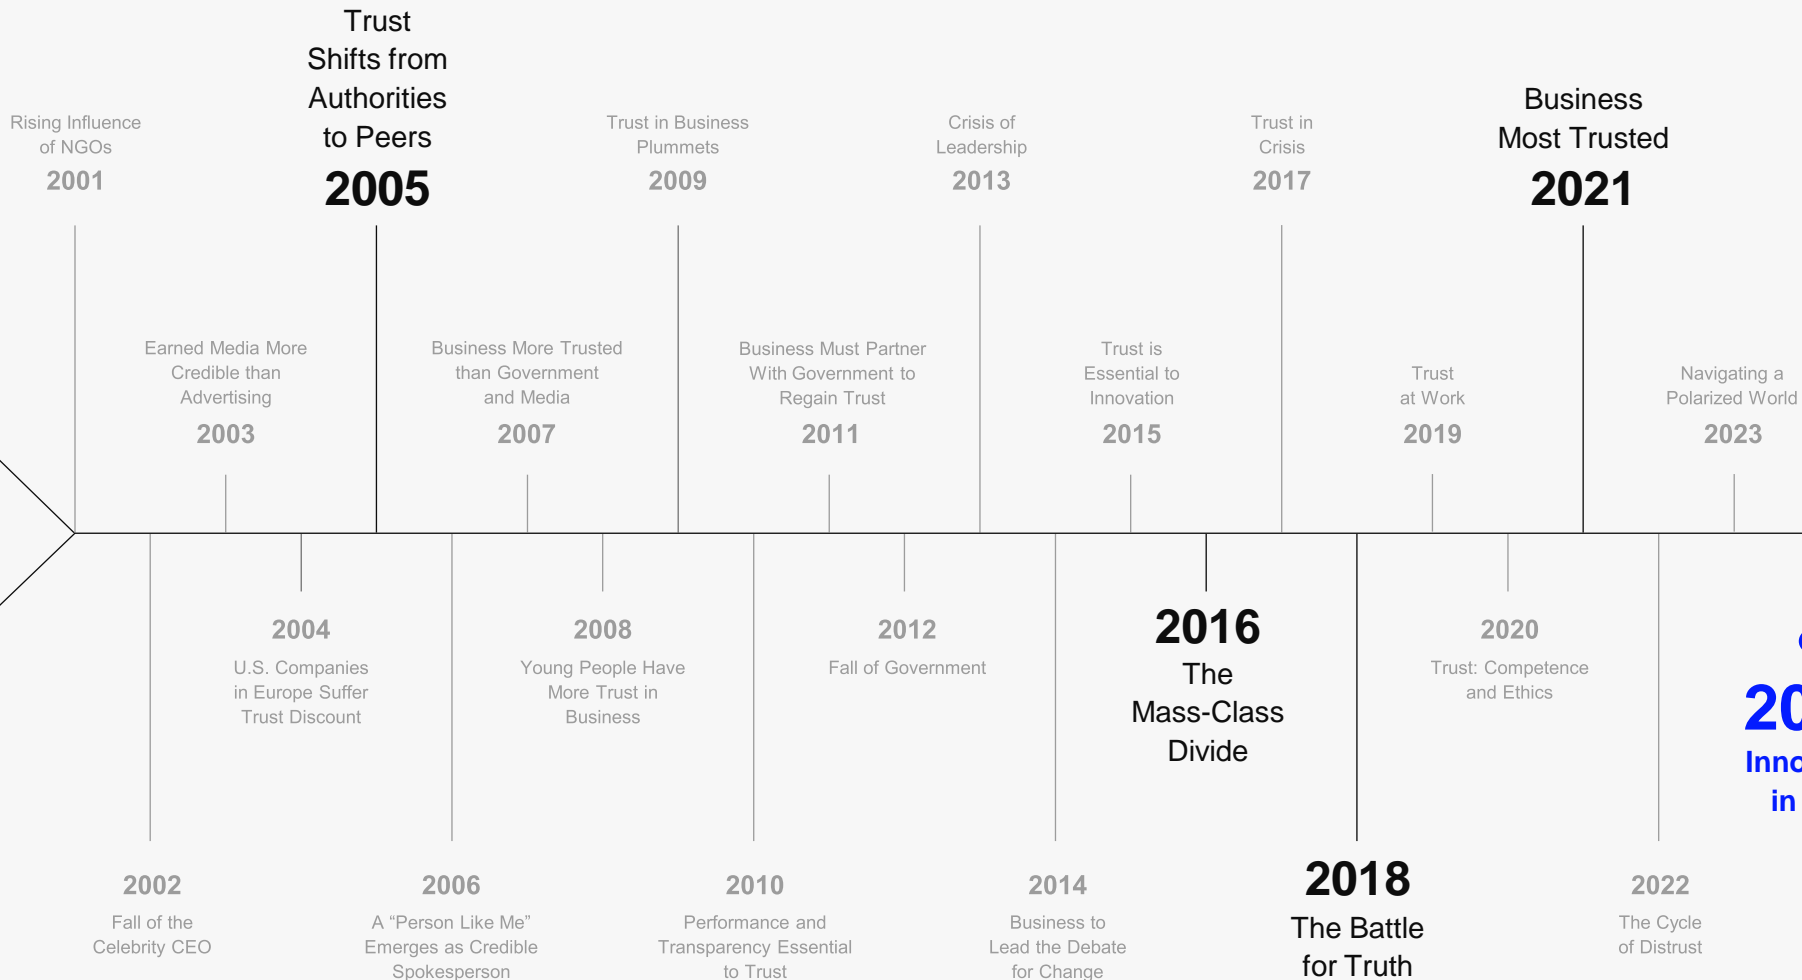 Rising Influence
of NGOs
2001
Fall of the
Celebrity CEO
2002
Earned Media More
Credible than
Advertising
2003
2004
U.S. Companies
in Europe Suffer
Trust Discount
Trust
Shifts from
Authorities
to Peers
2005
2006
A “Person Like Me”
Emerges as Credible
Spokesperson
Business More Trusted
than Government
and Media
2007
2008
Young People Have
More Trust in
Business
Trust in Business
Plummets
2009
2010
Performance and
Transparency Essential
to Trust
Business Must Partner
With Government to
Regain Trust
2011
2012
Fall of Government
Crisis of
Leadership
2013
2014
Business to
Lead the Debate
for Change
Trust is
Essential to
Innovation
2015
2016
The
Mass-Class
Divide
Trust in
Crisis
2017
2018
The Battle
for Truth
Trust
at Work
2019
2020
Trust: Competence
and Ethics
Business
Most Trusted
2021
2022
The Cycle
of Distrust
Navigating a
Polarized World
2023
in